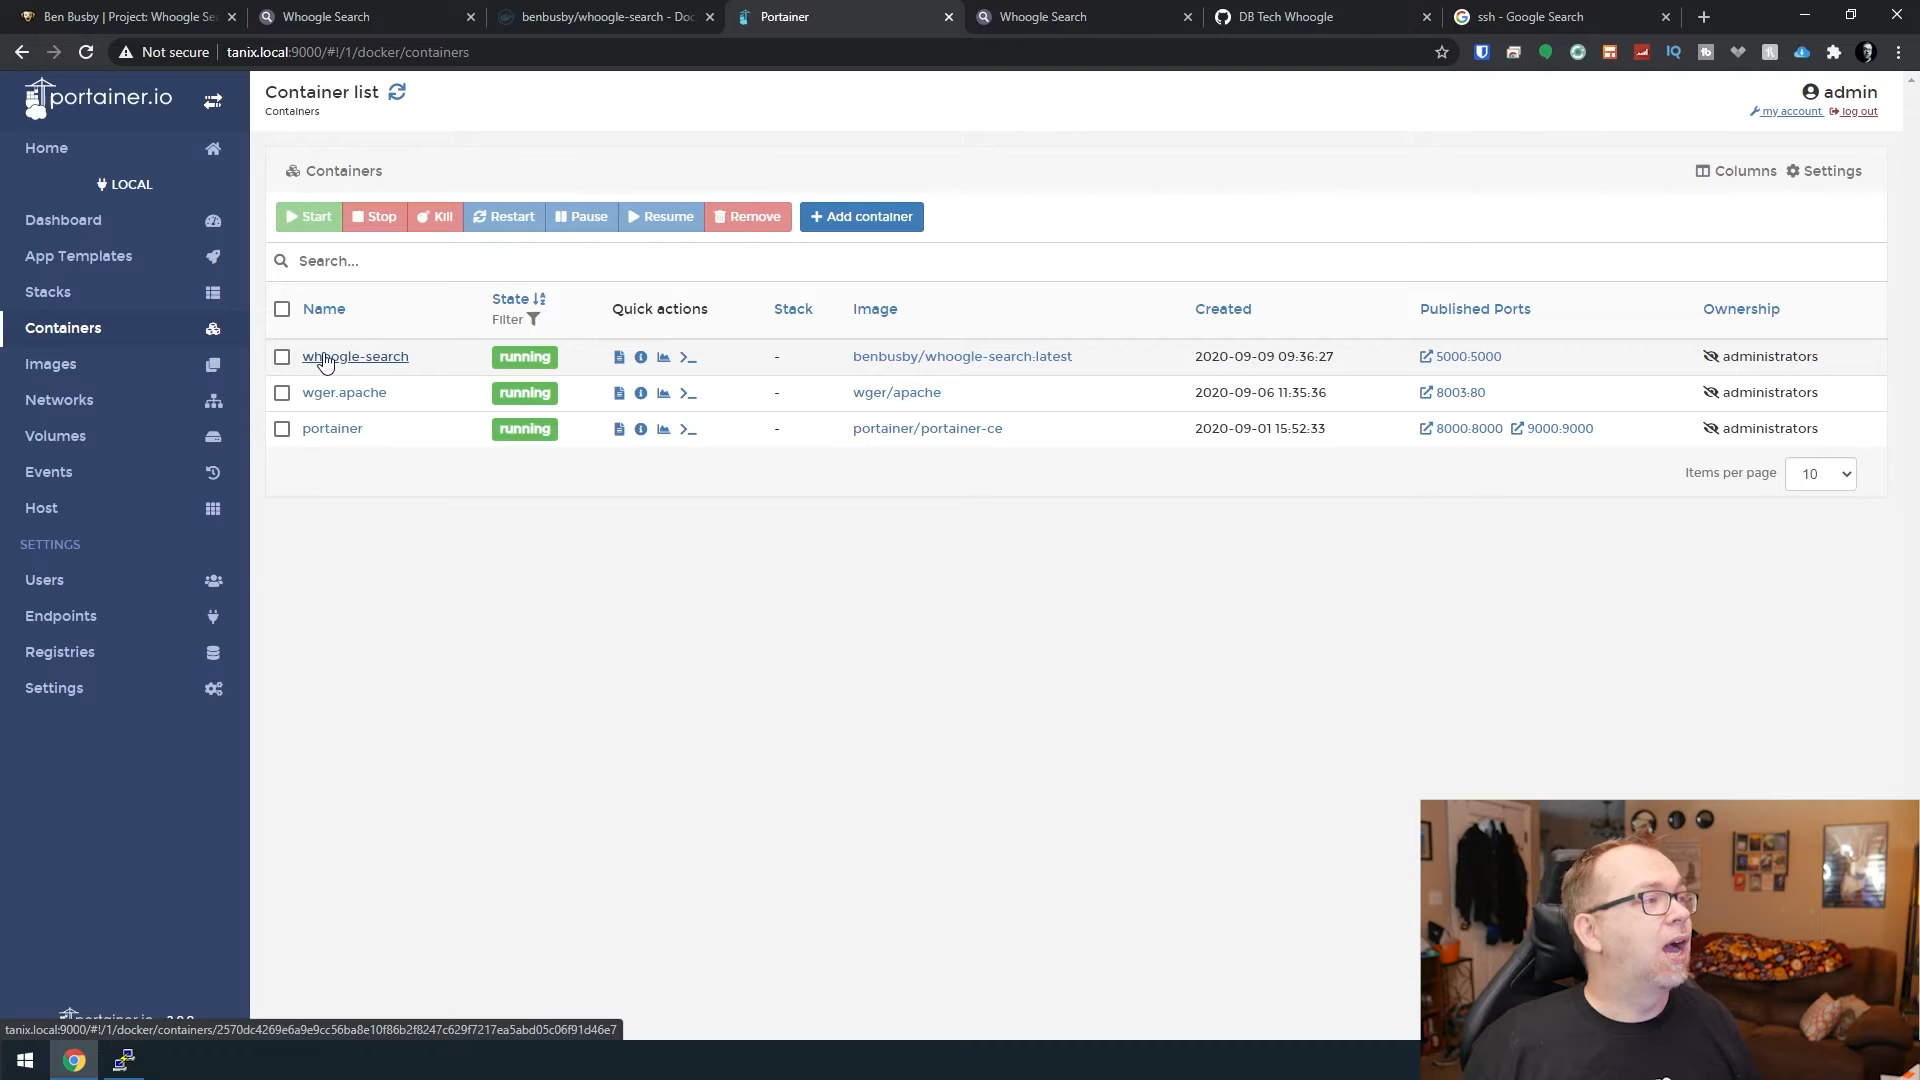 Ben Busby | Project: Whoogle Se
Whoogle Search
benbusby/whoogle-search - Doc
Portainer
Whoogle Search
DB Tech Whoogle
ssh - Google Search
Not secure
tanix.local:9000/#!/1/docker/containers
portainer.io
Container list
Containers
admin
my account
log out
Home
LOCAL
Dashboard
App Templates
Stacks
Containers
Images
Networks
Volumes
Events
Host
SETTINGS
Users
Endpoints
Registries
Settings
Containers
Columns
Settings
Start
Stop
Kill
Restart
Pause
Resume
Remove
+ Add container
Search...
Name
State
Filter
Quick actions
Stack
Image
Created
Published Ports
Ownership
whoogle-search running - benbusby/whoogle-search:latest 2020-09-09 09:36:27 5000:5000 administrators
wger.apache running - wger/apache 2020-09-06 11:35:36 8003:80 administrators
portainer running - portainer/portainer-ce 2020-09-01 15:52:33 8000:8000 9000:9000 administrators
Items per page 10
portainer.io
tanix.local:9000/#!/1/docker/containers/2570dc4269e6a9e9cc56ba8e10f86b2f8247c629f7217ea5abd05c06f91d46e7